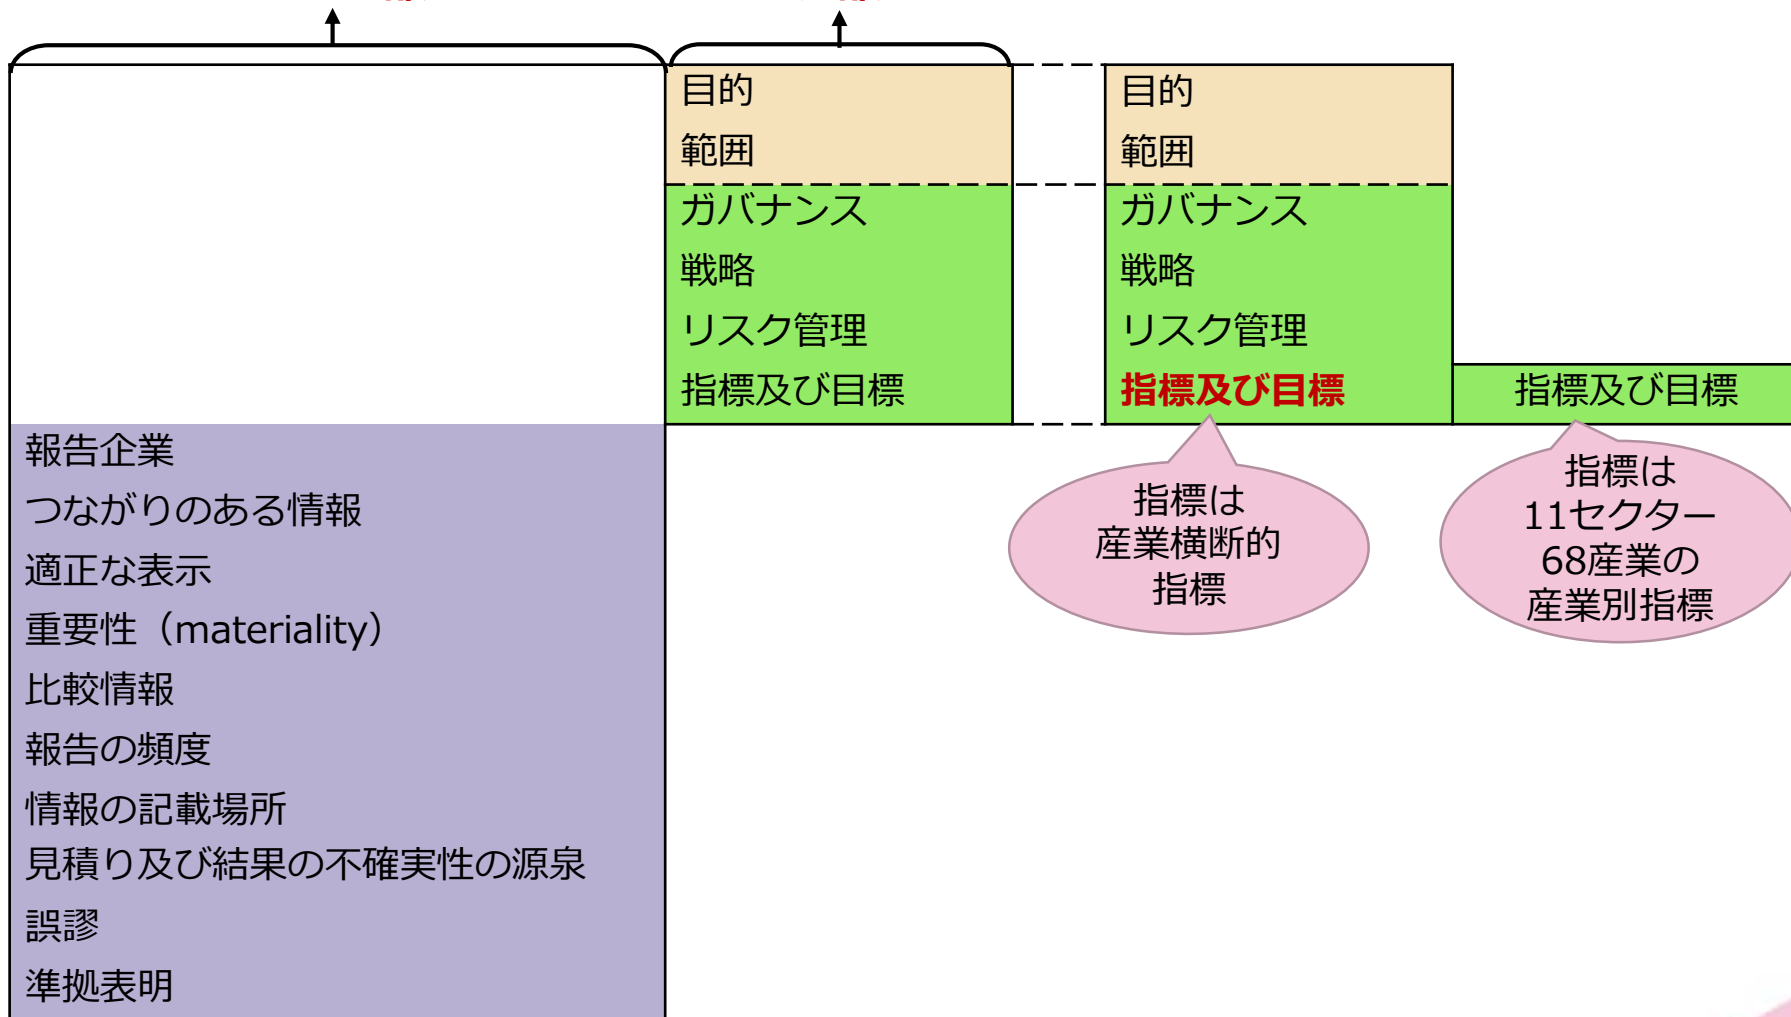 目的
範囲
ガバナンス
戦略
リスク管理
指標及び目標
目的
範囲
ガバナンス
戦略
リスク管理
指標及び目標
指標及び目標
指標は
産業横断的
指標
指標は
11セクター
68産業の
産業別指標
報告企業
つながりのある情報
適正な表示
重要性（materiality）
比較情報
報告の頻度
情報の記載場所
見積り及び結果の不確実性の源泉
誤謬
準拠表明